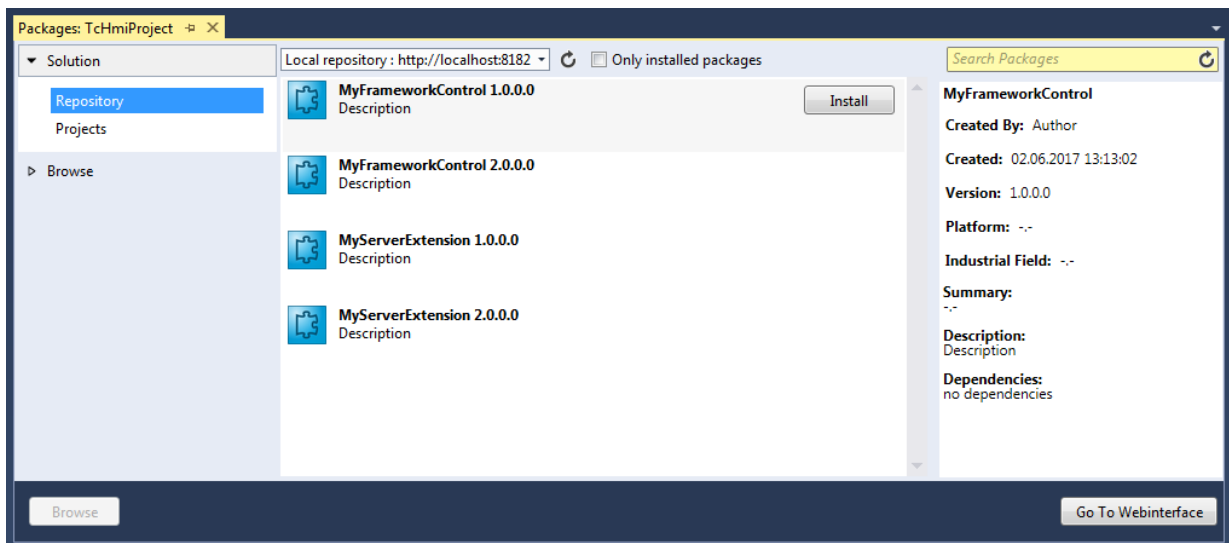 Packages: TcHmiProject
Solution
Repository
Projects
Browse
Local repository : http://localhost:8182
Only installed packages
MyFrameworkControl 1.0.0.0
Description
Install
MyFrameworkControl 2.0.0.0
Description
MyServerExtension 1.0.0.0
Description
MyServerExtension 2.0.0.0
Description
Search Packages
MyFrameworkControl
Created By: Author
Created: 02.06.2017 13:13:02
Version: 1.0.0.0
Platform: -.-
Industrial Field: -.-
Summary:
-.-
Description:
Description
Dependencies:
no dependencies
Browse
Go To Webinterface